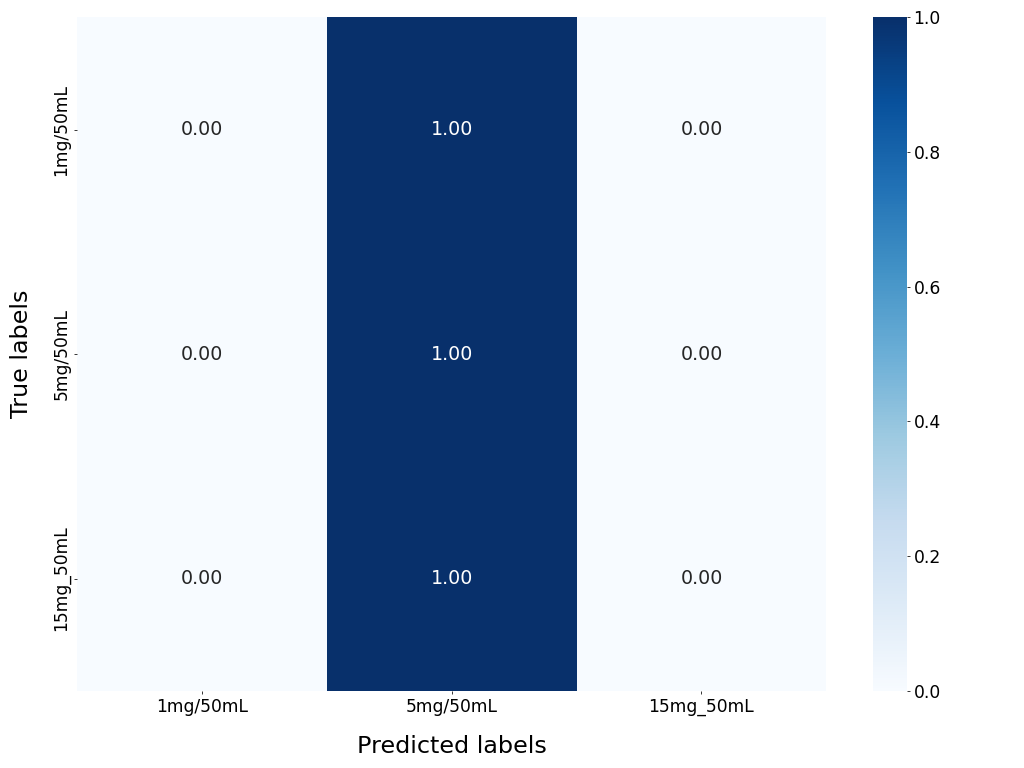 1.0
1mg/50mL
0.00 1.00 0.00
0.8
0.6
True labels
5mg/50mL
0.00 1.00 0.00
0.4
0.2
15mg_50mL
0.00 1.00 0.00
0.0
1mg/50mL 5mg/50mL 15mg_50mL
Predicted labels